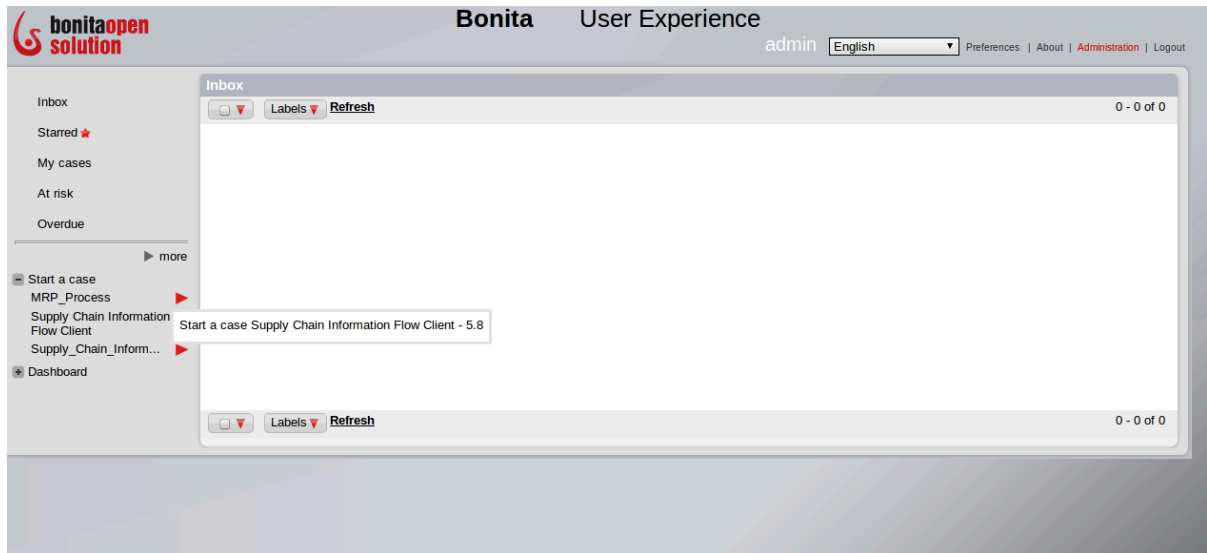 bonitaopen
solution
Bonita User Experience
admin English Preferences | About | Administration | Logout
Inbox
Starred
My cases
At risk
Overdue
more
Start a case
MRP_Process
Supply Chain Information
Flow Client
Supply_Chain_Inform...
Dashboard
Inbox
Labels Refresh 0 - 0 of 0
Start a case Supply Chain Information Flow Client - 5.8
Labels Refresh 0 - 0 of 0